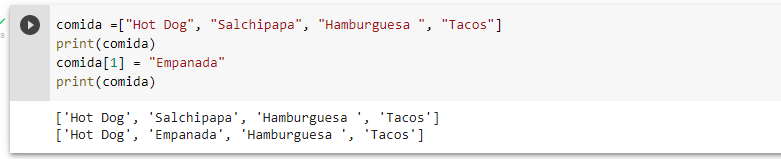 comida =["Hot Dog", "Salchipapa", "Hamburguesa ", "Tacos"]
print(comida)
comida[1] = "Empanada"
print(comida)
['Hot Dog', 'Salchipapa', 'Hamburguesa ', 'Tacos']
['Hot Dog', 'Empanada', 'Hamburguesa ', 'Tacos']